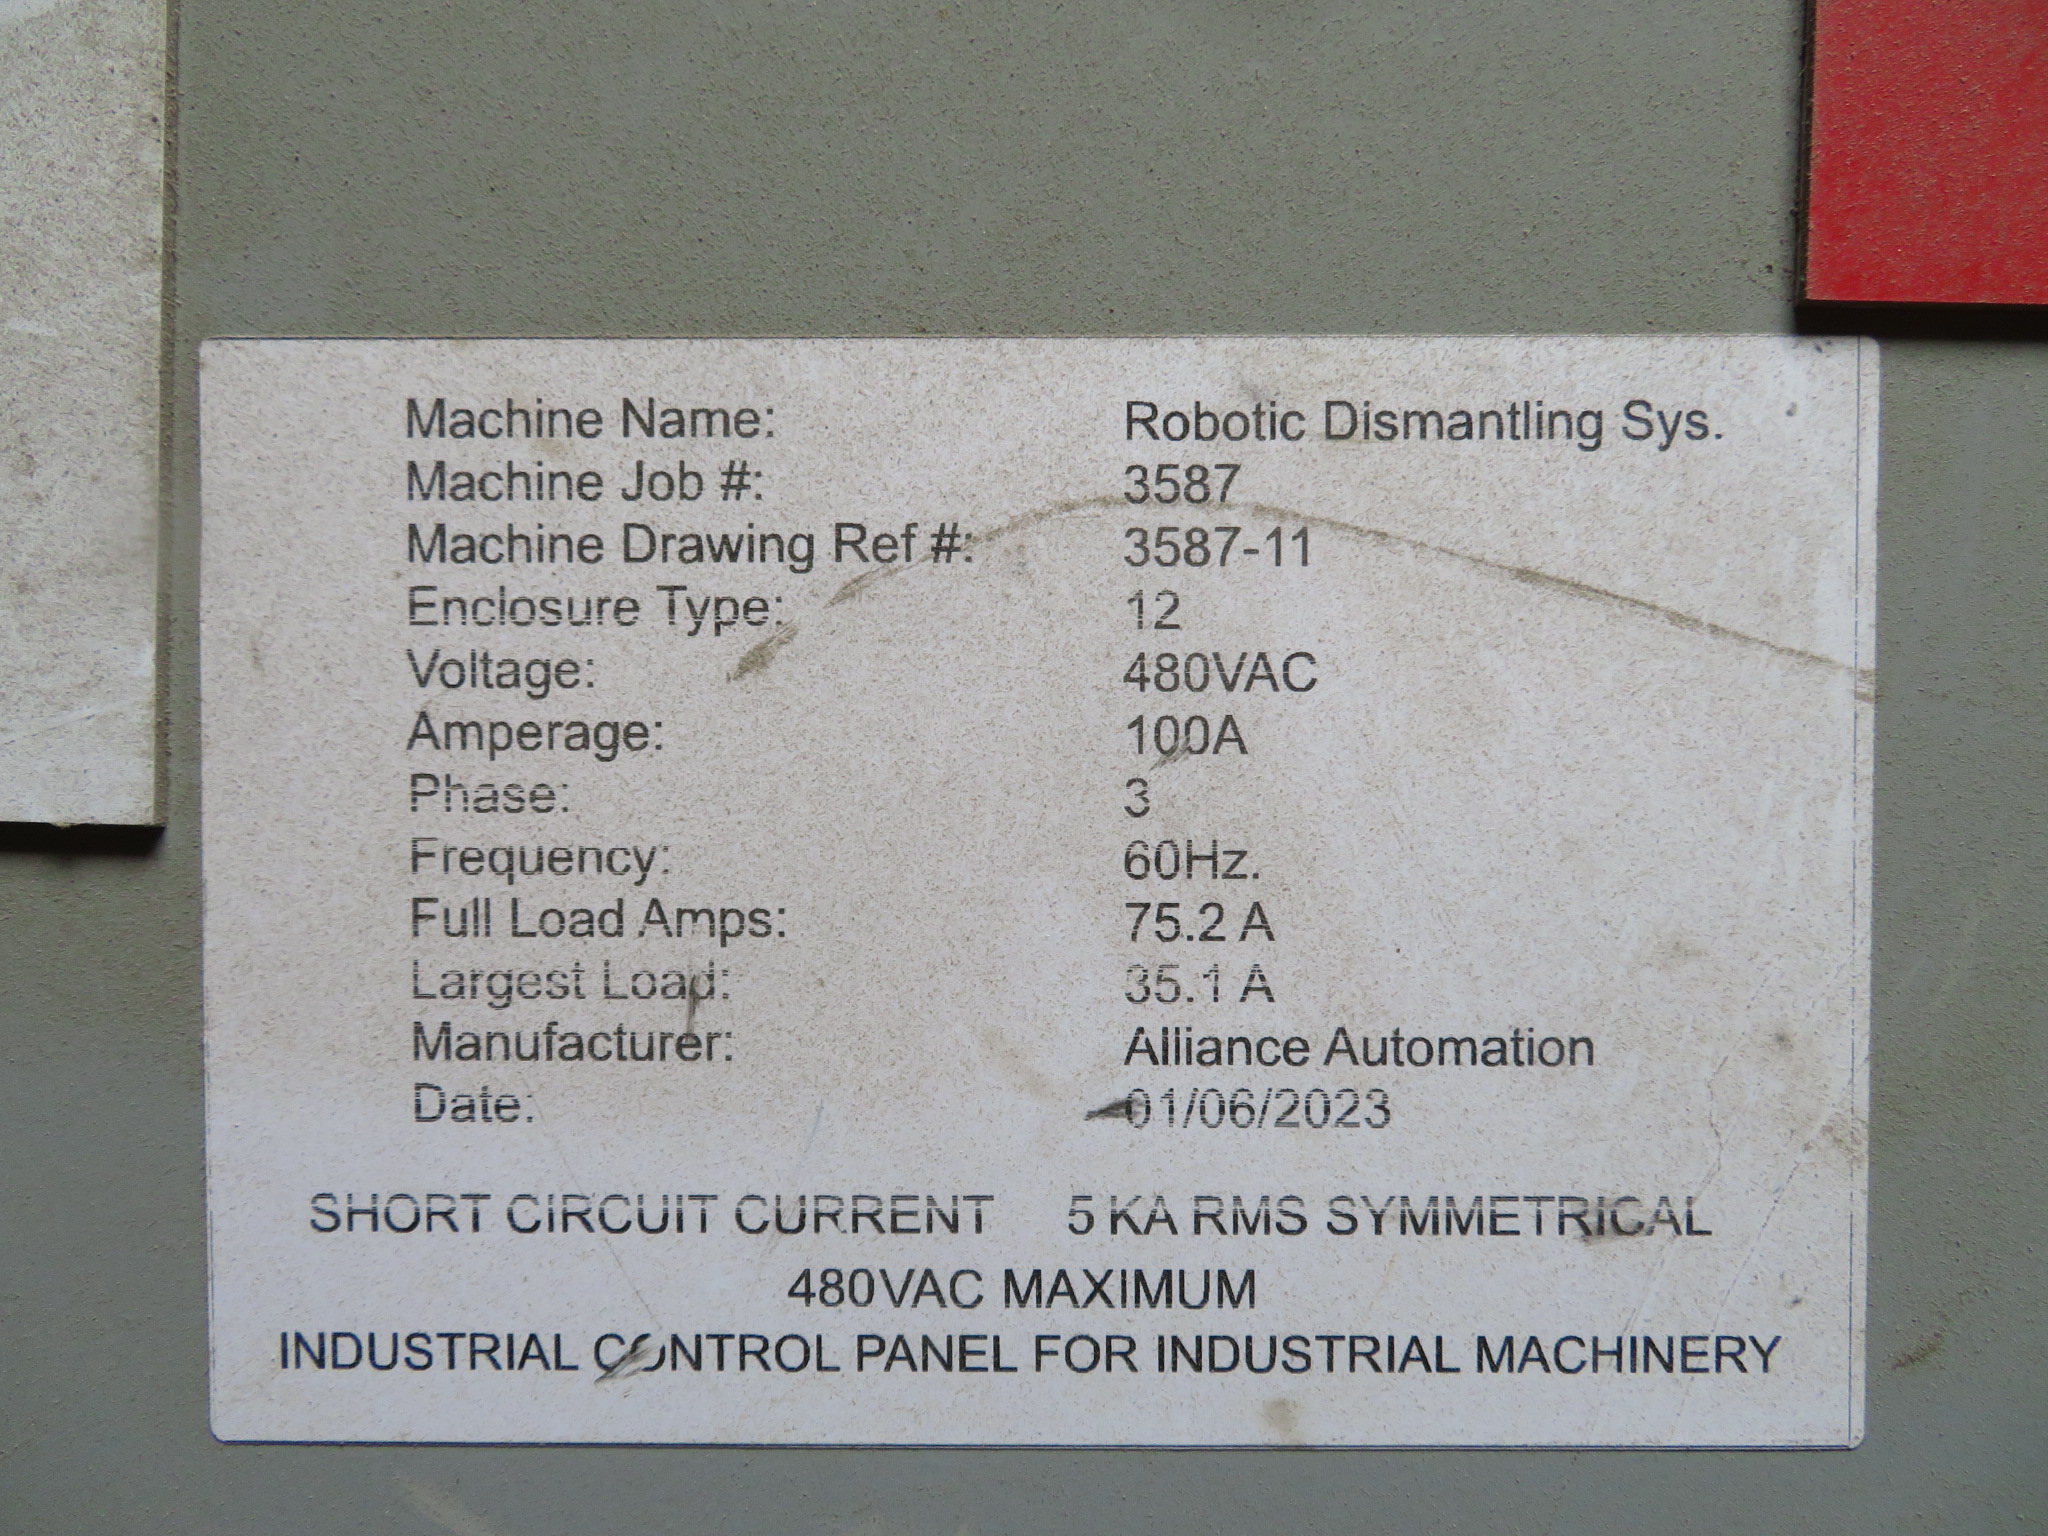 Machine Name: Robotic Dismantling Sys.
Machine Job #: 3587
Machine Drawing Ref #: 3587-11
Enclosure Type: 12
Voltage: 480VAC
Amperage: 100A
Phase: 3
Frequency: 60Hz.
Full Load Amps: 75.2 A
Largest Load: 35.1 A
Manufacturer: Alliance Automation
Date: 01/06/2023
SHORT CIRCUIT CURRENT 5 KA RMS SYMMETRICAL
480VAC MAXIMUM
INDUSTRIAL CONTROL PANEL FOR INDUSTRIAL MACHINERY